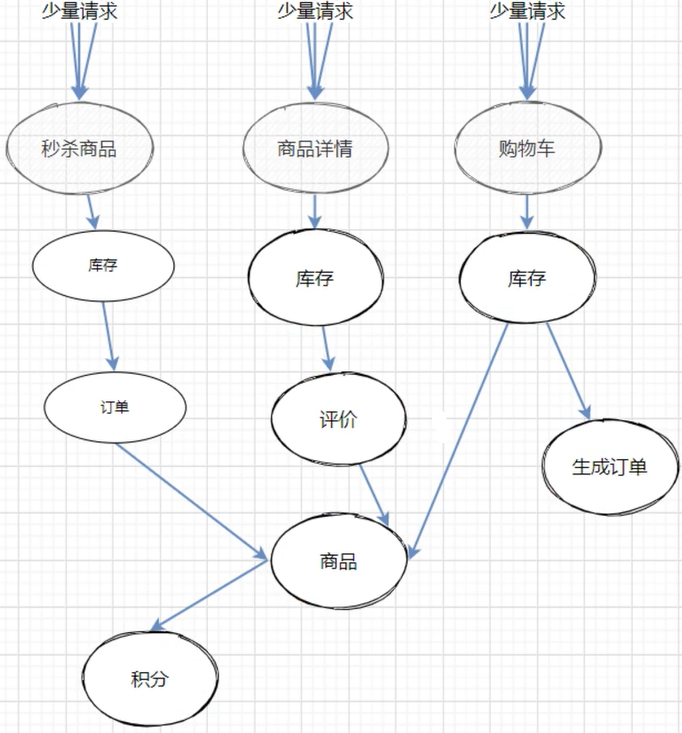 少量请求
少量请求
少量请求
秒杀商品
商品详情
购物车
库存
库存
库存
订单
评价
生成订单
商品
积分